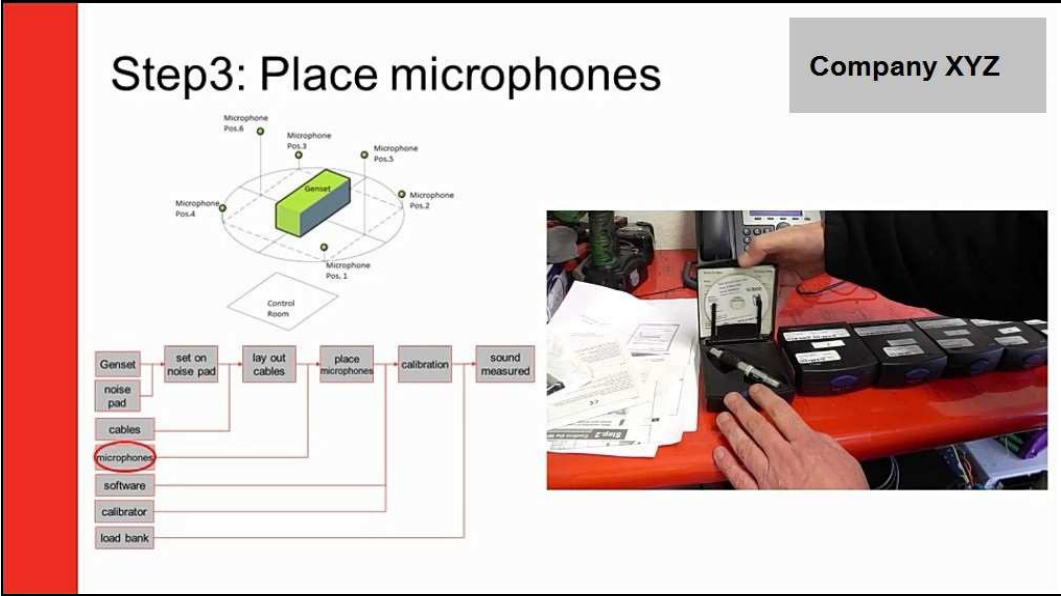 Step3: Place microphones
Company XYZ
Microphone
Pos.6
Microphone
Pos.3
Microphone
Pos.5
Genset
Microphone
Pos.4
Microphone
Pos.2
Microphone
Pos. 1
Control
Room
Genset
set on
noise pad
lay out
cables
place
microphones
calibration
sound
measured
noise
pad
cables
microphones
software
calibrator
load bank
Step.2